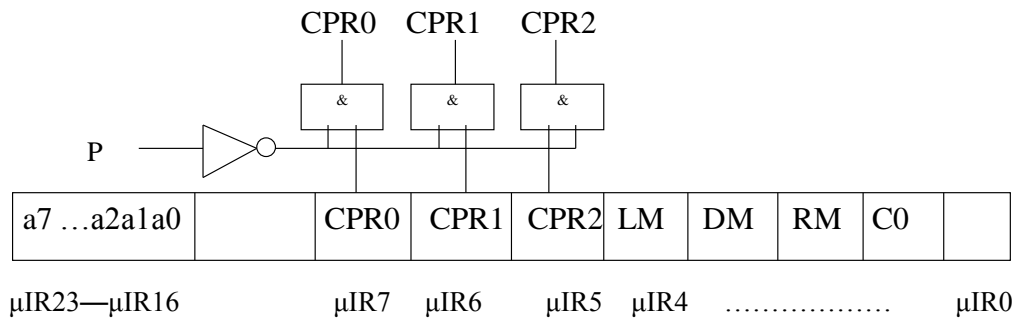 CPR0 CPR1 CPR2
& & &
P
a7 …a2a1a0 CPR0 CPR1 CPR2 LM DM RM C0
μIR23—μIR16 μIR7 μIR6 μIR5 μIR4 ……………… μIR0